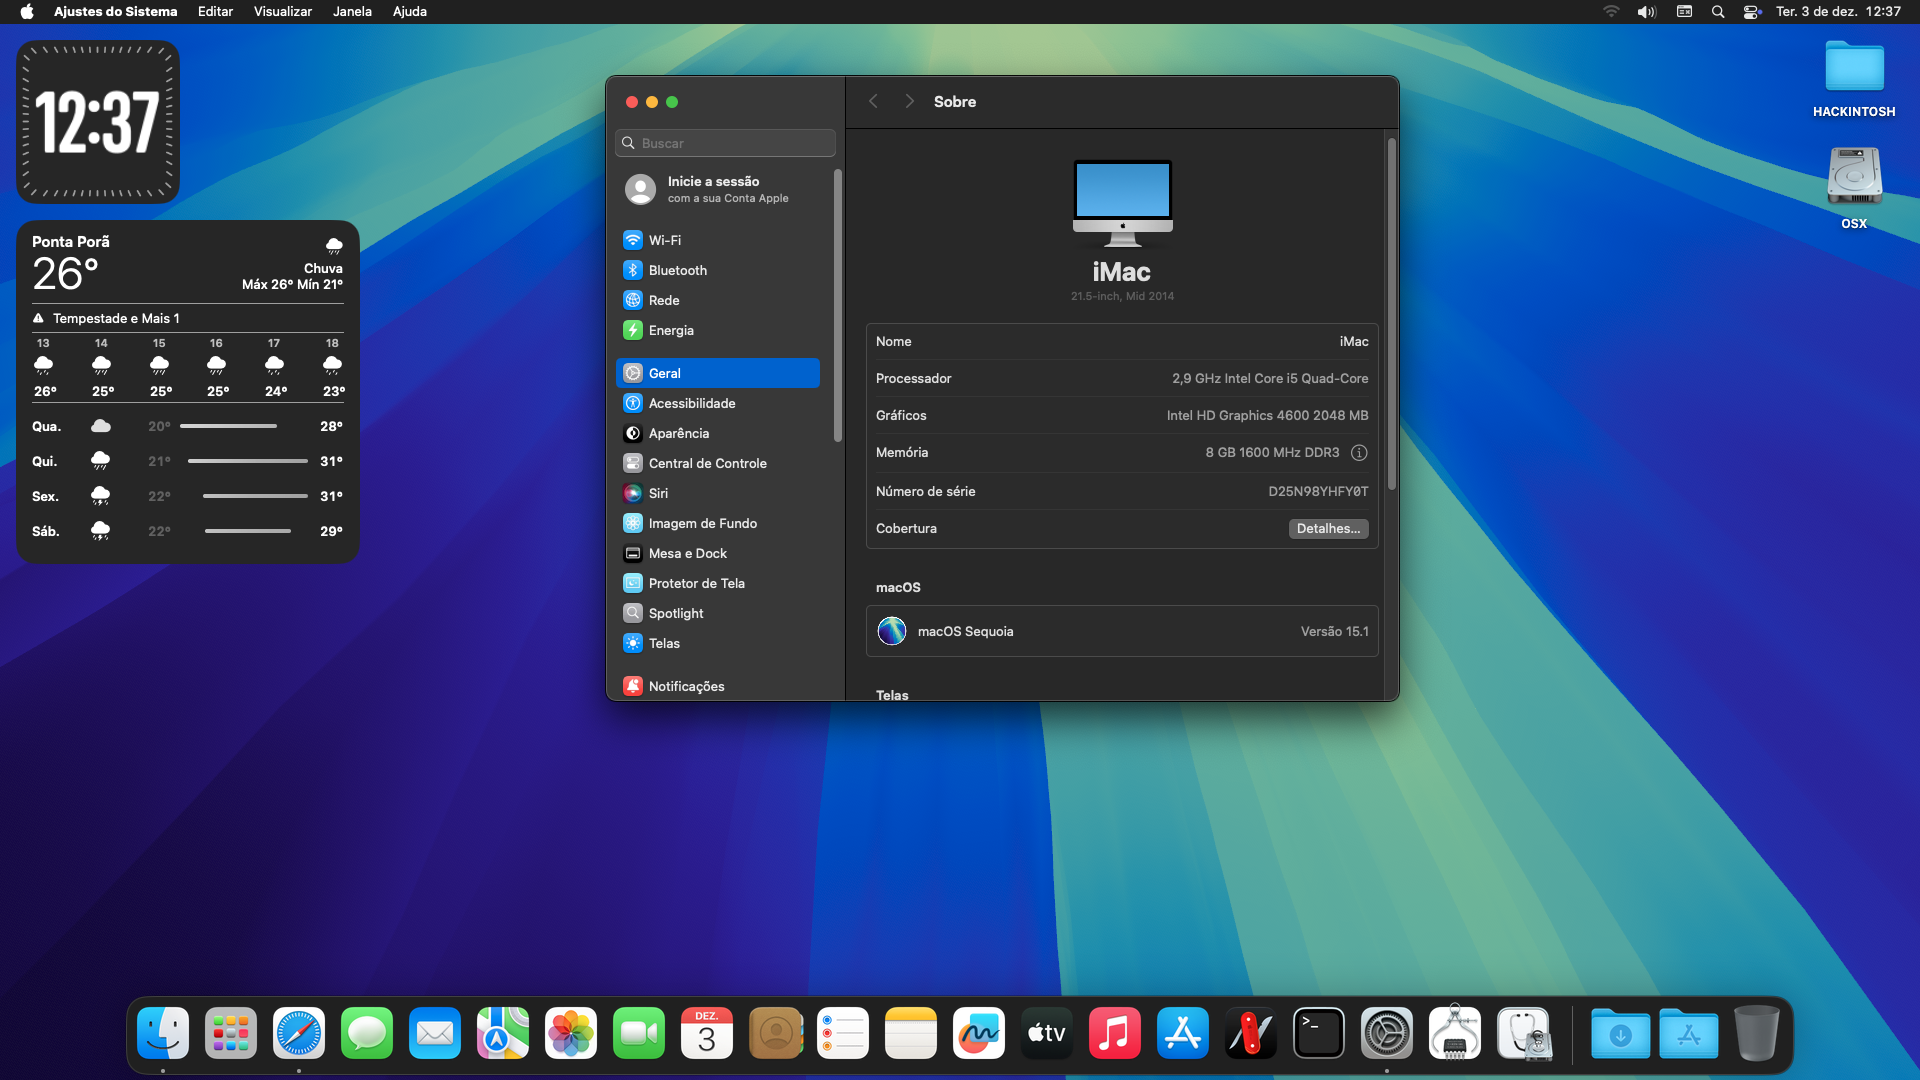 Ajustes do Sistema Editar Visualizar Janela Ajuda
Ter. 3 de dez. 12:37
12:37
Ponta Porã
26°
Chuva
Máx 26° Mín 21°
Tempestade e Mais 1
13 14 15 16 17 18
26° 25° 25° 25° 24° 23°
Qua. 20° 28°
Qui. 21° 31°
Sex. 22° 31°
Sáb. 22° 29°
Buscar
Inicie a sessão
com a sua Conta Apple
Wi-Fi
Bluetooth
Rede
Energia
Geral
Acessibilidade
Aparência
Central de Controle
Siri
Imagem de Fundo
Mesa e Dock
Protetor de Tela
Spotlight
Telas
Notificações
Sobre
iMac
21.5-inch, Mid 2014
Nome iMac
Processador 2,9 GHz Intel Core i5 Quad-Core
Gráficos Intel HD Graphics 4600 2048 MB
Memória 8 GB 1600 MHz DDR3
Número de série D25N98YHFY0T
Cobertura Detalhes...
macOS
macOS Sequoia Versão 15.1
Telas
HACKINTOSH
OSX
DEZ.
3
tv
>_